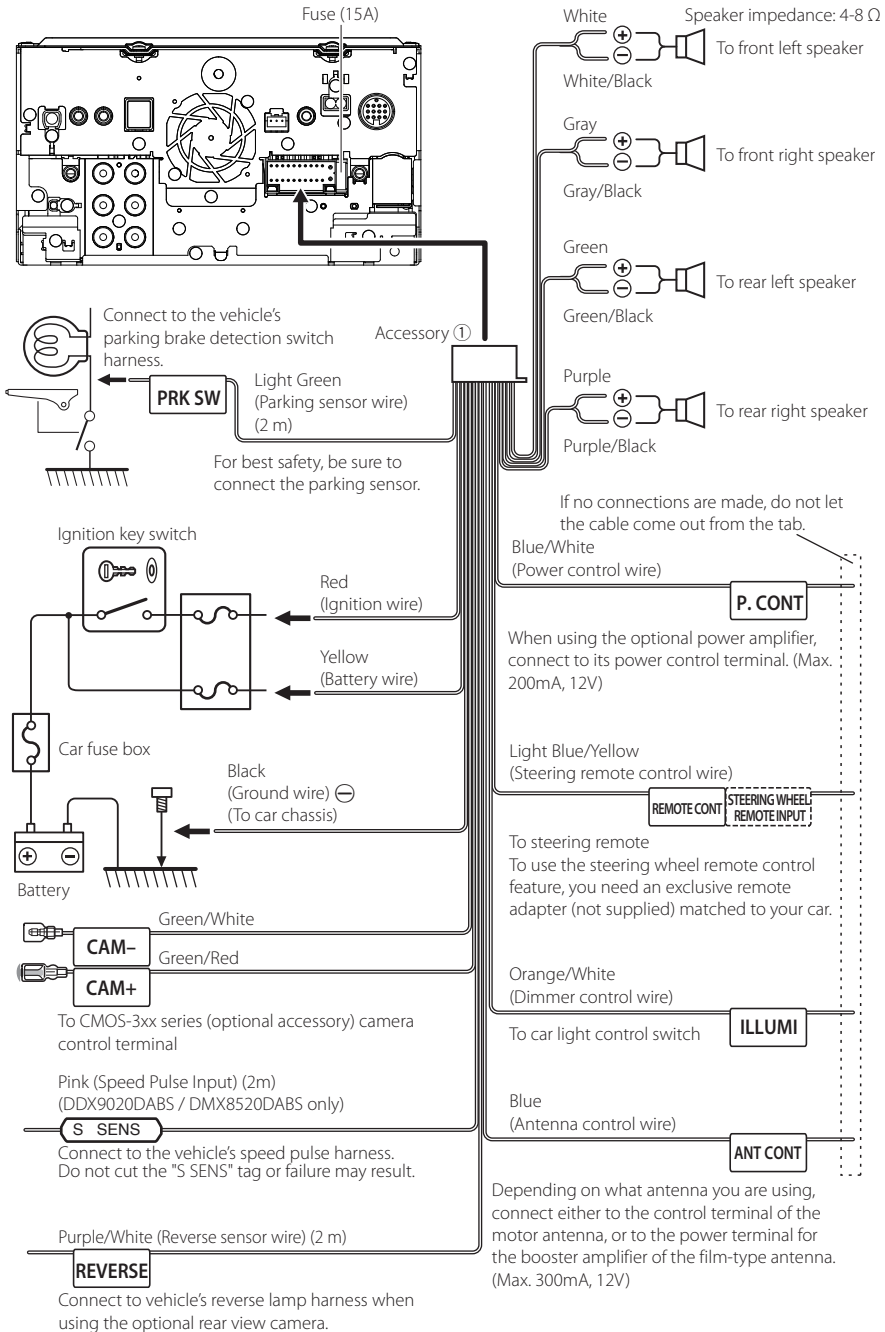 Fuse (15A)
White
Speaker impedance: 4-8 Ω
⊕
⊖
To front left speaker
White/Black
Gray
⊕
⊖
To front right speaker
Gray/Black
Green
⊕
⊖
To rear left speaker
Green/Black
Purple
⊕
⊖
To rear right speaker
Purple/Black
Accessory ①
Connect to the vehicle's
parking brake detection switch
harness.
PRK SW
Light Green
(Parking sensor wire)
(2 m)
For best safety, be sure to
connect the parking sensor.
Ignition key switch
Red
(Ignition wire)
Yellow
(Battery wire)
Car fuse box
Black
(Ground wire) ⊖
(To car chassis)
⊕ ⊖
Battery
Green/White
CAM–
Green/Red
CAM+
To CMOS-3xx series (optional accessory) camera
control terminal
Pink (Speed Pulse Input) (2m)
(DDX9020DABS / DMX8520DABS only)
S SENS
Connect to the vehicle's speed pulse harness.
Do not cut the "S SENS" tag or failure may result.
Purple/White (Reverse sensor wire) (2 m)
REVERSE
Connect to vehicle's reverse lamp harness when
using the optional rear view camera.
If no connections are made, do not let
the cable come out from the tab.
Blue/White
(Power control wire)
P. CONT
When using the optional power amplifier,
connect to its power control terminal. (Max.
200mA, 12V)
Light Blue/Yellow
(Steering remote control wire)
REMOTE CONT
STEERING WHEEL
REMOTE INPUT
To steering remote
To use the steering wheel remote control
feature, you need an exclusive remote
adapter (not supplied) matched to your car.
Orange/White
(Dimmer control wire)
To car light control switch
ILLUMI
Blue
(Antenna control wire)
ANT CONT
Depending on what antenna you are using,
connect either to the control terminal of the
motor antenna, or to the power terminal for
the booster amplifier of the film-type antenna.
(Max. 300mA, 12V)